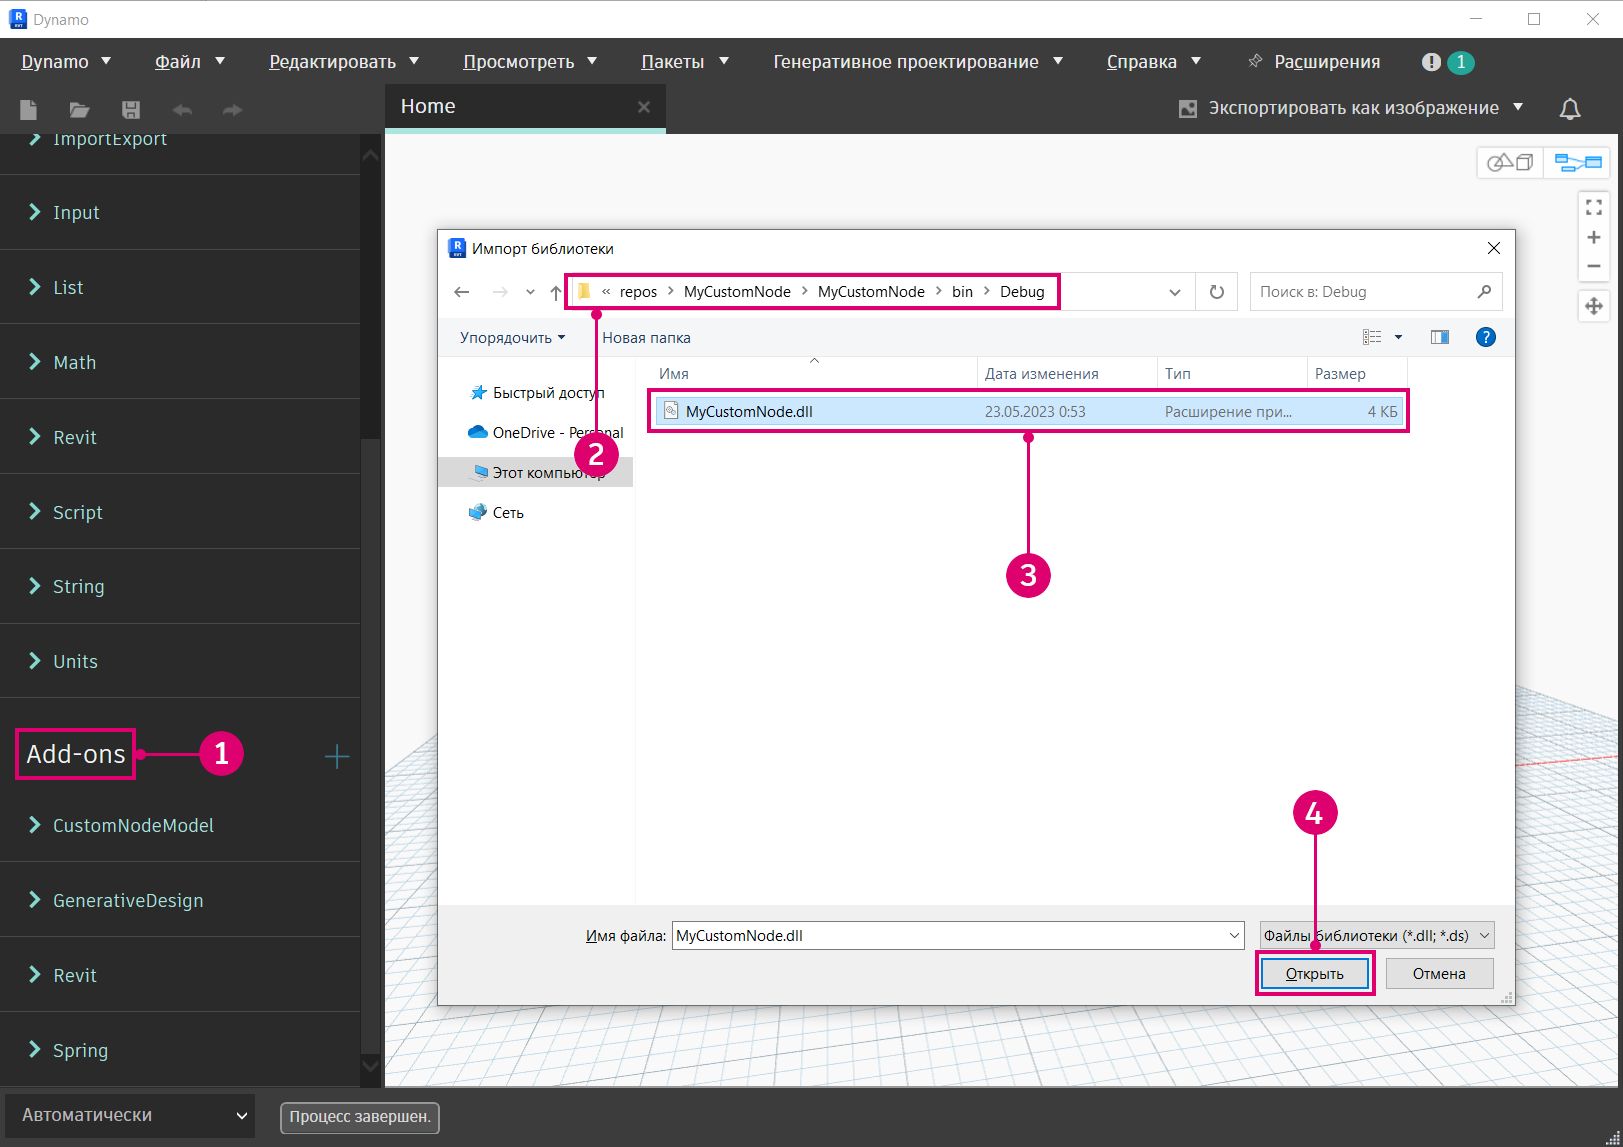 Dynamo
Dynamo Файл Редактировать Просмотреть Пакеты Генеративное проектирование Справка Расширения 1
Home Экспортировать как изображение
ImportExport
Input
List
Math
Revit
Script
String
Units
Add-ons 1
CustomNodeModel
GenerativeDesign
Revit
Spring
Импорт библиотеки
« repos MyCustomNode MyCustomNode bin Debug Поиск в: Debug
Упорядочить Новая папка
Имя Дата изменения Тип Размер
MyCustomNode.dll 23.05.2023 0:53 Расширение при... 4 КБ
Быстрый доступ
OneDrive - Personal
2
Этот компьютер
Сеть
3
4
Имя файла: MyCustomNode.dll Файлы библиотеки (*.dll; *.ds)
Открыть Отмена
Автоматически Процесс завершен.